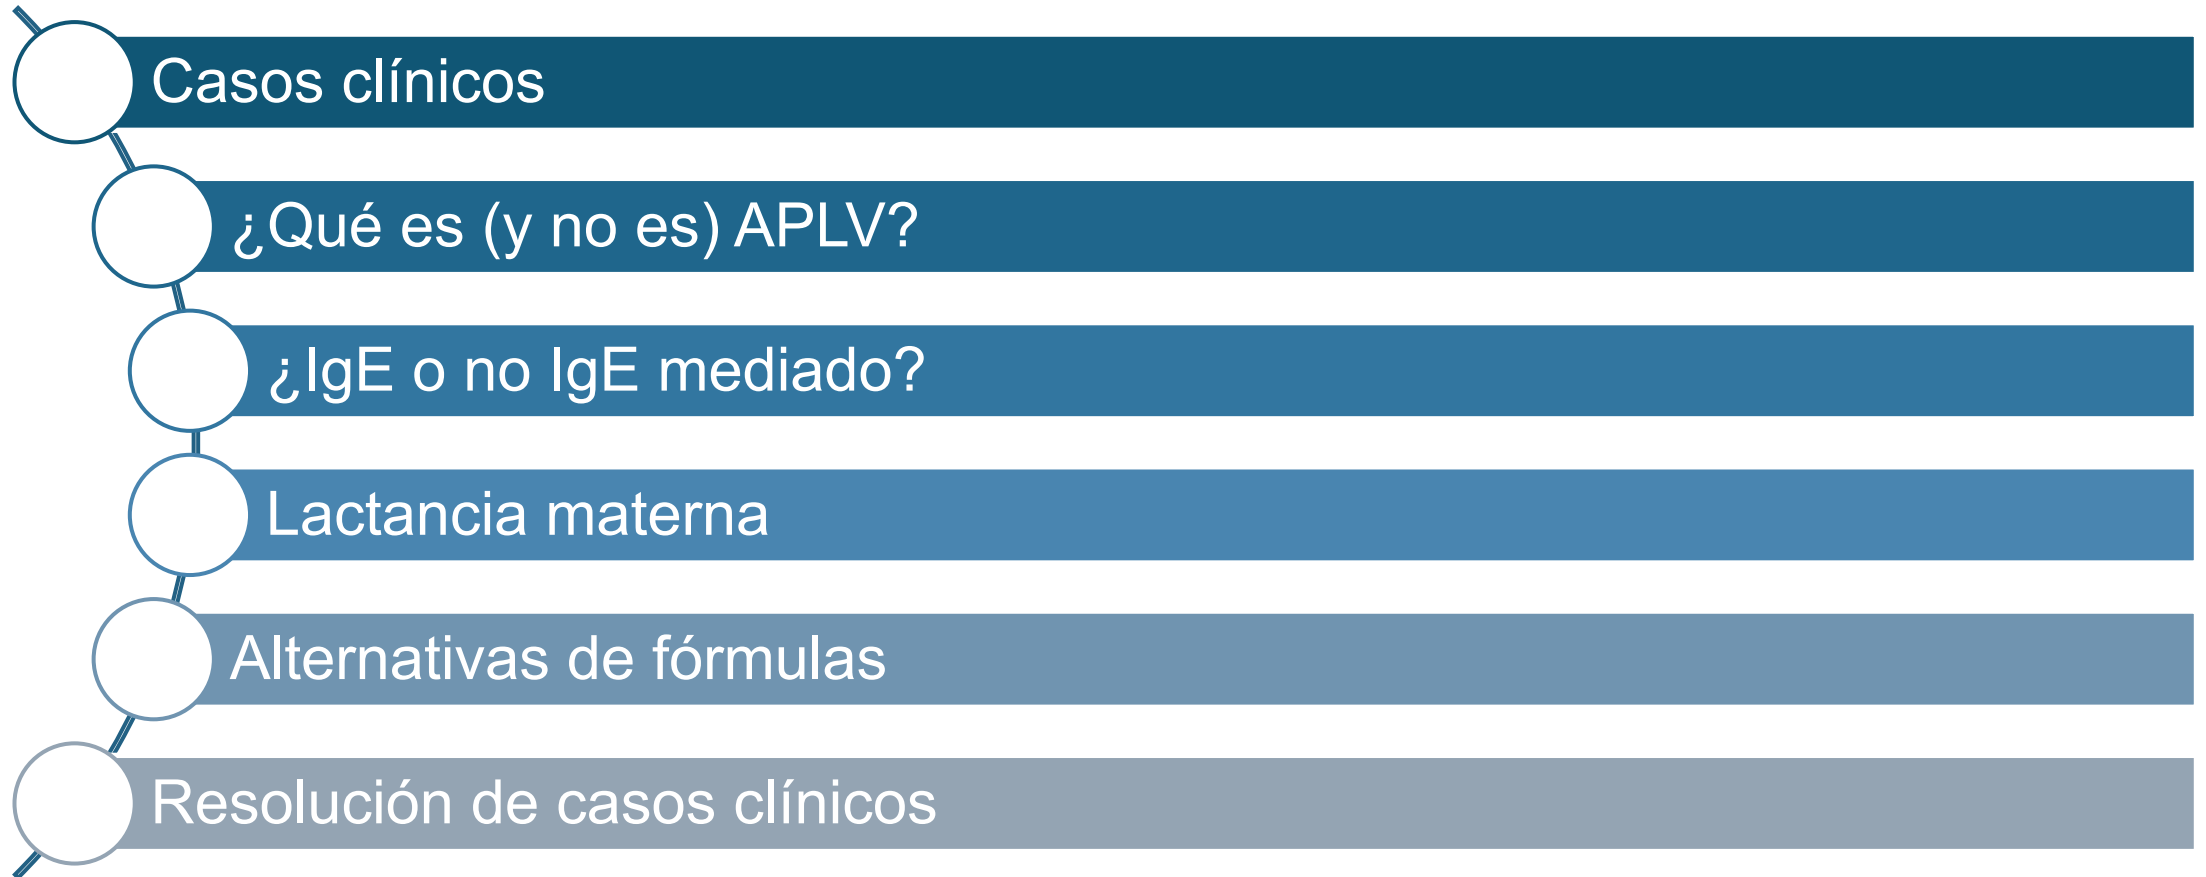 Casos clínicos
¿Qué es (y no es) APLV?
¿IgE o no IgE mediado?
Lactancia materna
Alternativas de fórmulas
Resolución de casos clínicos